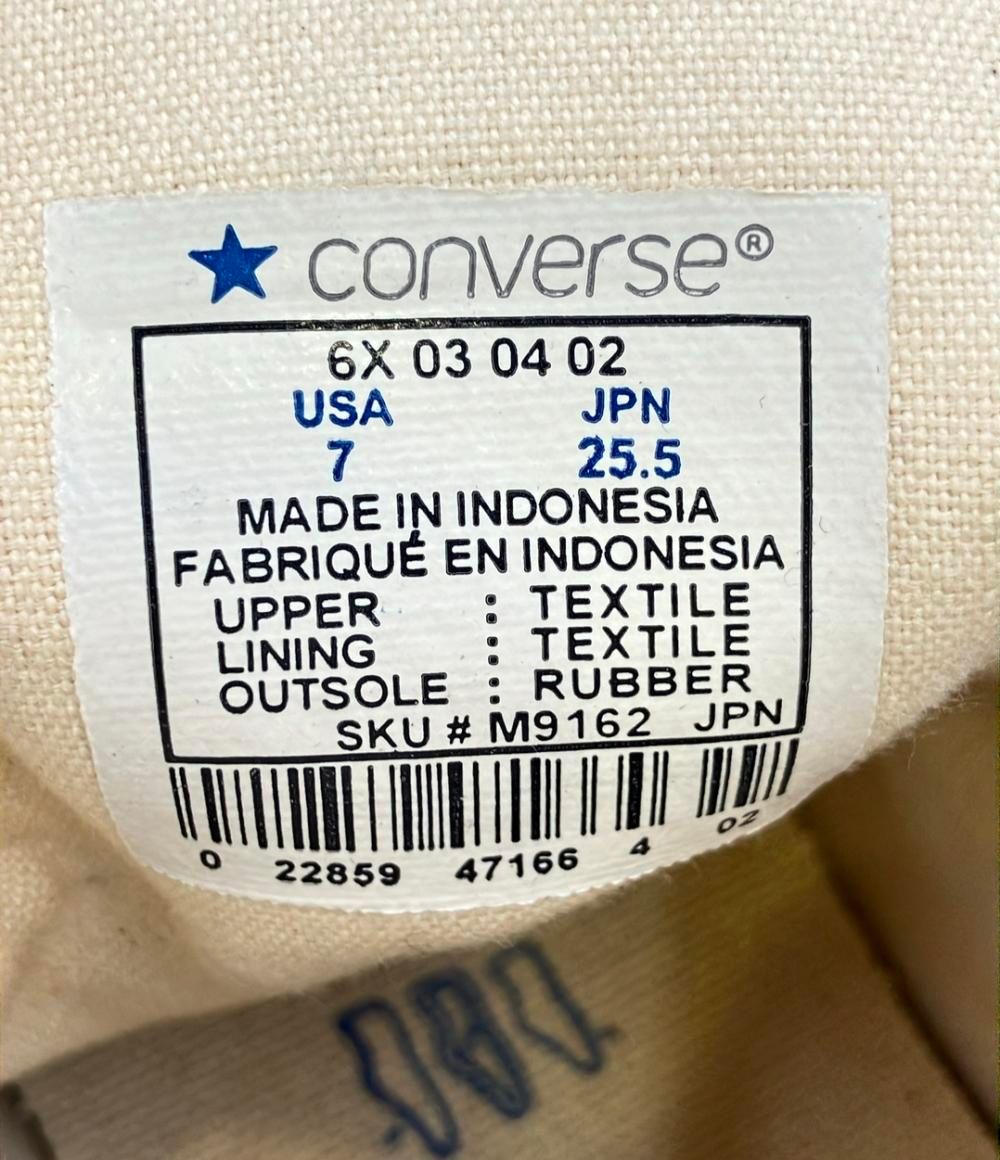 converse®
6X 03 04 02
USA JPN
7 25.5
MADE IN INDONESIA
FABRIQUÉ EN INDONESIA
UPPER : TEXTILE
LINING : TEXTILE
OUTSOLE : RUBBER
SKU # M9162 JPN
0 22859 47166 4 02